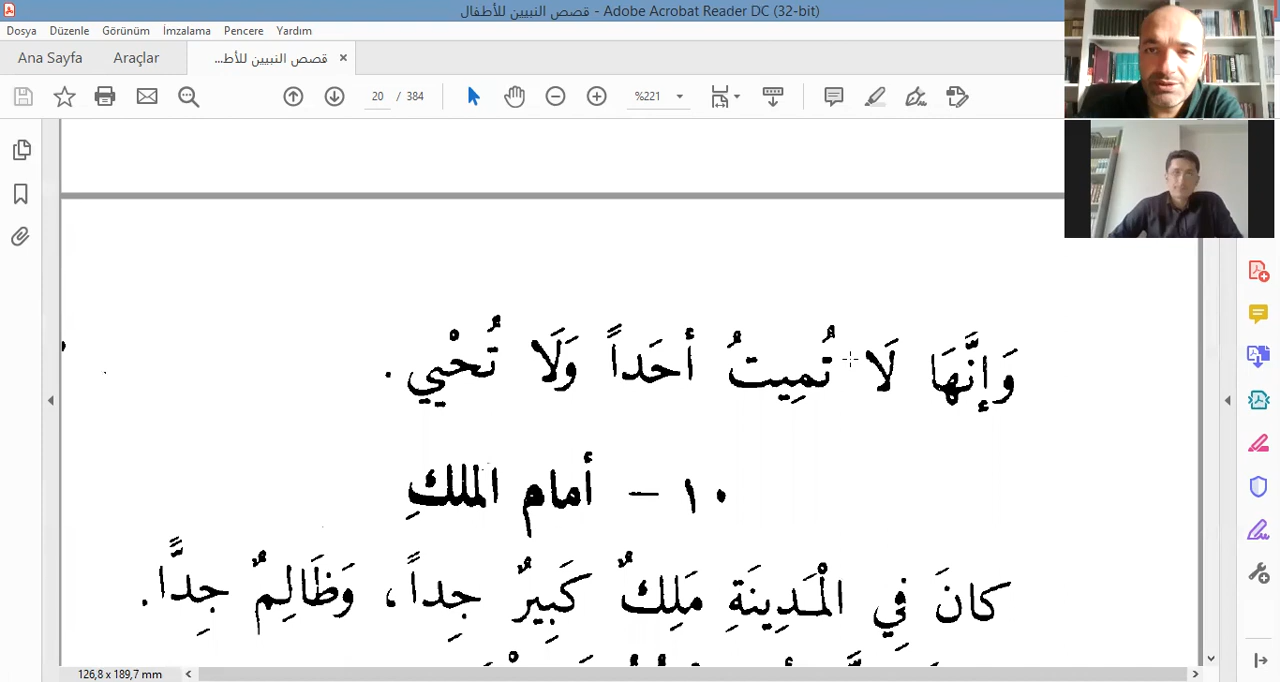 قصص النبيين للأطفال - Adobe Acrobat Reader DC (32-bit)
Dosya Düzenle Görünüm İmzalama Pencere Yardım
Ana Sayfa Araçlar قصص النبيين للأط... ×
20 / 384 %221
وَإِنَّهَا لَا تُمِيتُ أَحَداً وَلَا تُحْيِي .
١٠ - أمام الملكِ
كانَ فِي الْمَدِينَةِ مَلِكٌ كَبِيرٌ جِداً ، وَظَالِمٌ جِدًّا .
126,8 x 189,7 mm